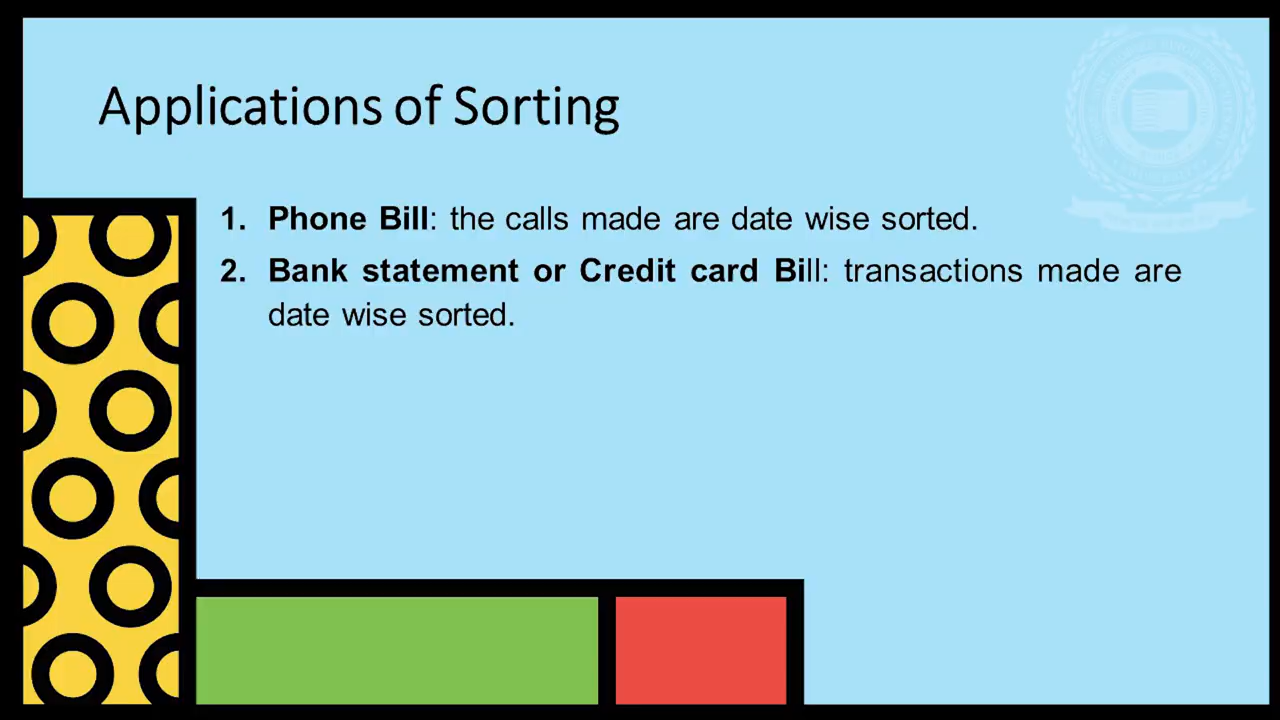 Applications of Sorting
1. Phone Bill: the calls made are date wise sorted.
2. Bank statement or Credit card Bill: transactions made are
date wise sorted.